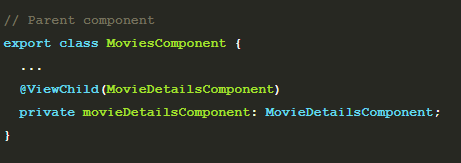 // Parent component
export class MoviesComponent {
  ...
  @ViewChild(MovieDetailsComponent)
  private movieDetailsComponent: MovieDetailsComponent;
}